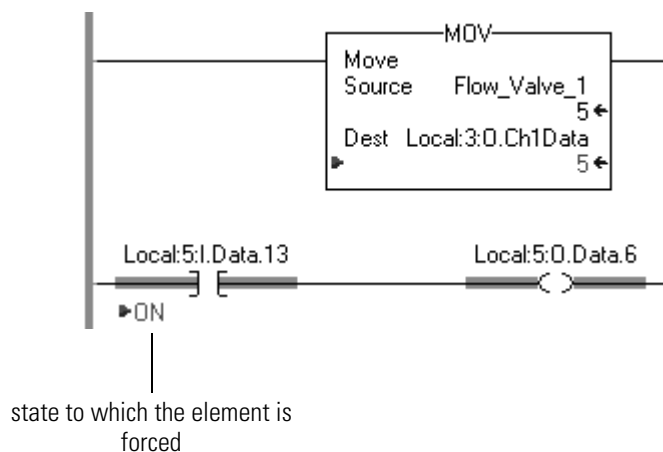 MOV
Move
Source Flow_Valve_1
5
Dest Local:3:O.Ch1Data
5
Local:5:I.Data.13 Local:5:O.Data.6
ON
state to which the element is
forced